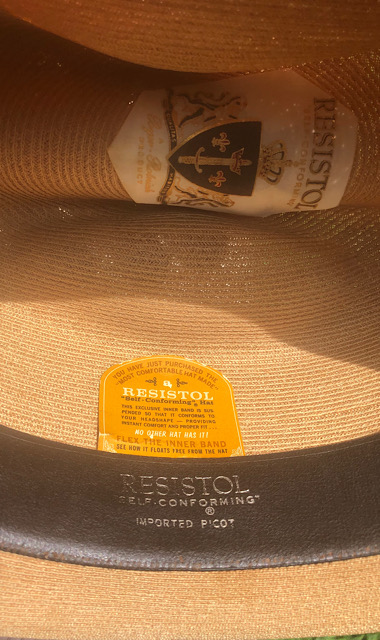 RESISTOL
SELF-CONFORMING
YOU HAVE JUST PURCHASED THE
"MOST COMFORTABLE HAT MADE"
a
RESISTOL
"Self-Conforming" Hat
THIS EXCLUSIVE INNER BAND IS SUS-
PENDED SO THAT IT CONFORMS TO
YOUR HEADSHAPE — PROVIDING
INSTANT COMFORT AND PROPER FIT ...
NO OTHER HAT HAS IT!
FLEX THE INNER BAND
SEE HOW IT FLOATS FREE FROM THE HAT
RESISTOL
SELF-CONFORMING™
®
IMPORTED PICOT